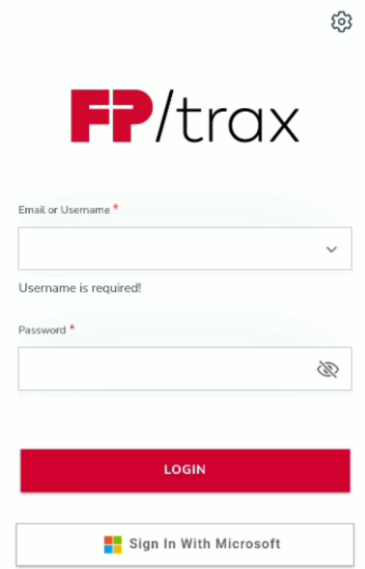 FP/trax
Email or Username *
Username is required!
Password *
LOGIN
Sign In With Microsoft